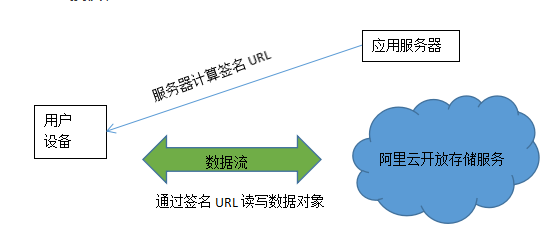 应用服务器
服务器计算签名 URL
用户
设备
数据流
阿里云开放存储服务
通过签名 URL 读写数据对象